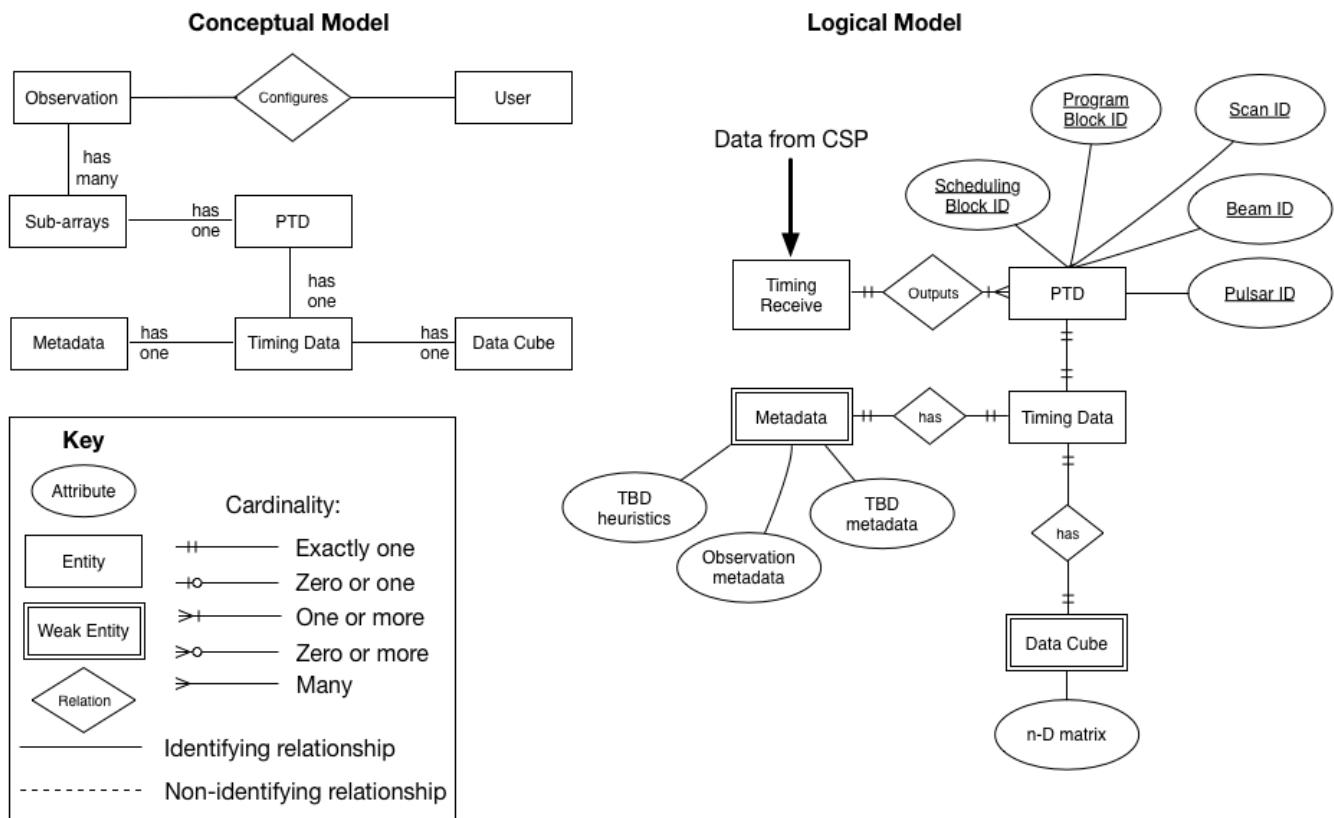 Conceptual Model
Observation
Configures
User
has
many
Sub-arrays
has
one
PTD
has
one
Metadata
has
one
Timing Data
has
one
Data Cube
Key
Attribute
Entity
Weak Entity
Relation
Cardinality:
Exactly one
Zero or one
One or more
Zero or more
Many
Identifying relationship
Non-identifying relationship
Logical Model
Data from CSP
Scheduling
Block ID
Program
Block ID
Scan ID
Beam ID
Pulsar ID
Timing
Receive
Outputs
PTD
Metadata
has
Timing Data
TBD
heuristics
Observation
metadata
TBD
metadata
has
Data Cube
n-D matrix